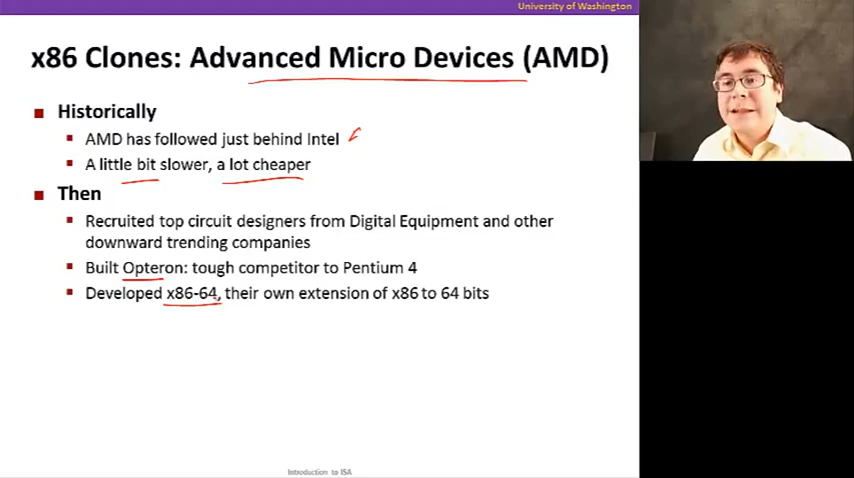 University of Washington
x86 Clones: Advanced Micro Devices (AMD)
Historically
AMD has followed just behind Intel
A little bit slower, a lot cheaper
Then
Recruited top circuit designers from Digital Equipment and other
downward trending companies
Built Opteron: tough competitor to Pentium 4
Developed x86-64, their own extension of x86 to 64 bits
Introduction to ISA